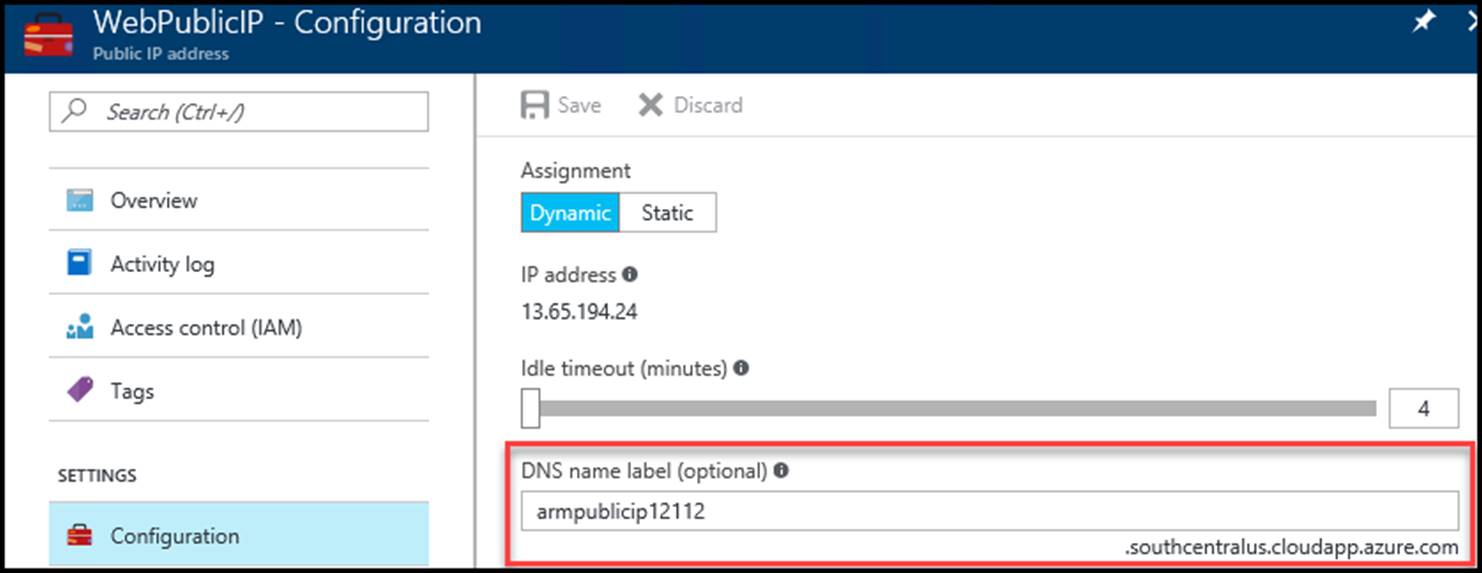 WebPublicIP - Configuration
Public IP address
Search (Ctrl+/)
Overview
Activity log
Access control (IAM)
Tags
SETTINGS
Configuration
Save Discard
Assignment
Dynamic Static
IP address
13.65.194.24
Idle timeout (minutes)
4
DNS name label (optional)
armpublicip12112
.southcentralus.cloudapp.azure.com